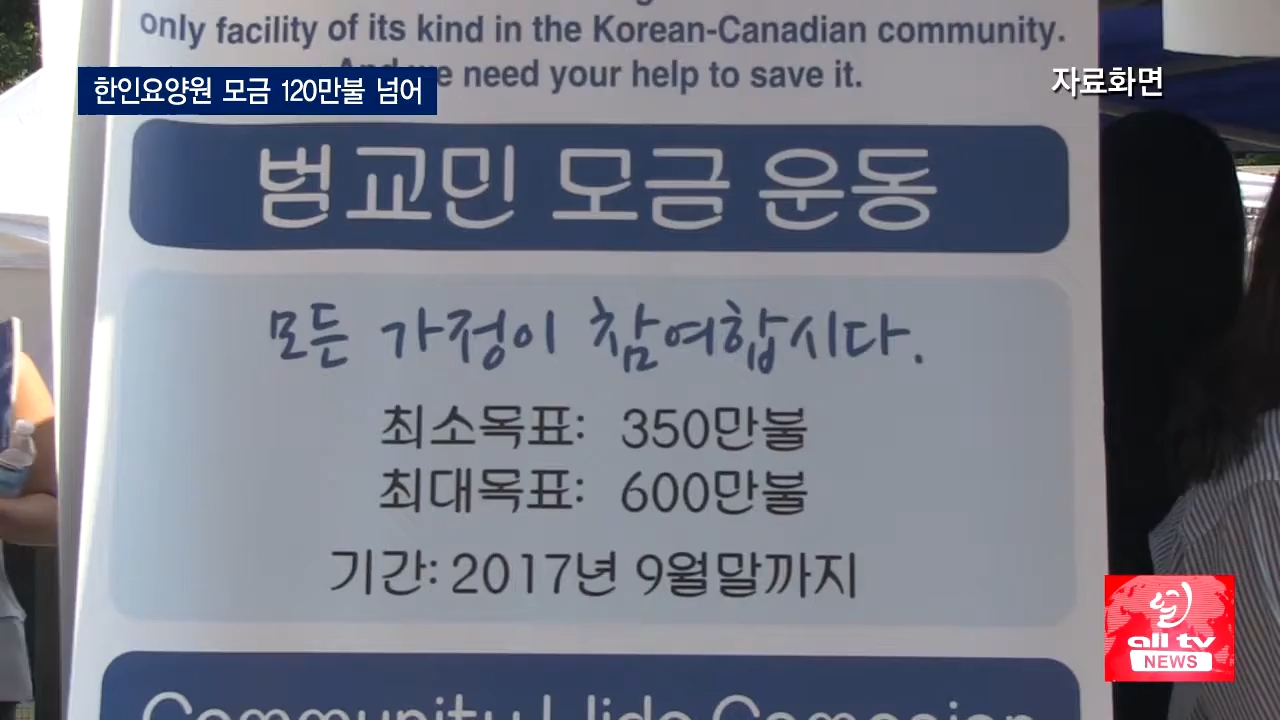 only facility of its kind in the Korean-Canadian community.
And we need your help to save it.
한인요양원 모금 120만불 넘어
자료화면
범교민 모금 운동
모든 가정이 참여합시다.
최소목표: 350만불
최대목표: 600만불
기간: 2017년 9월말까지
Community Wide Campaign
all tv
NEWS